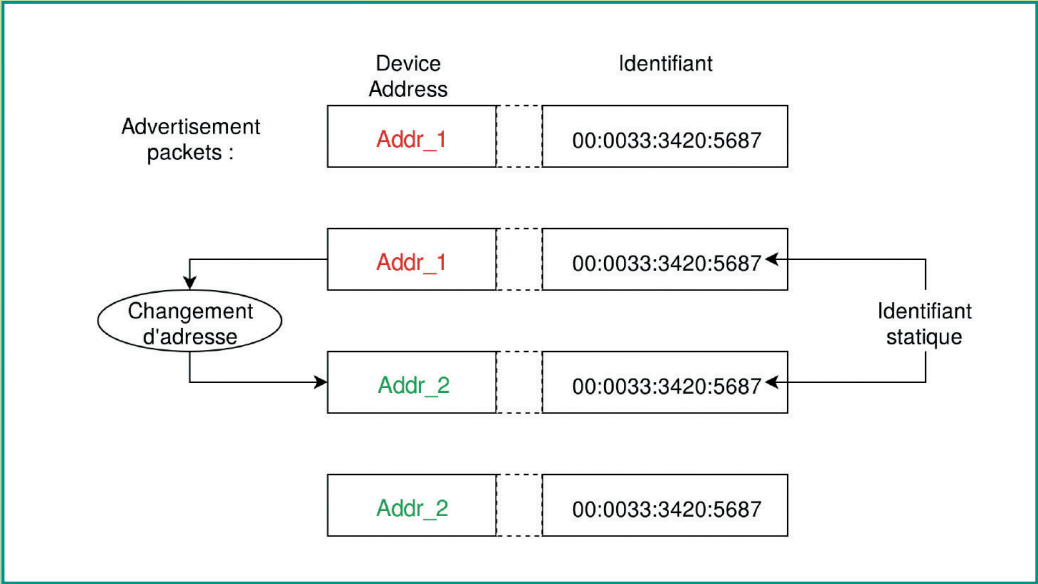 Device
Address
Identifiant
Advertisement
packets :
Addr_1
00:0033:3420:5687
Addr_1
00:0033:3420:5687
Changement
d'adresse
Identifiant
statique
Addr_2
00:0033:3420:5687
Addr_2
00:0033:3420:5687